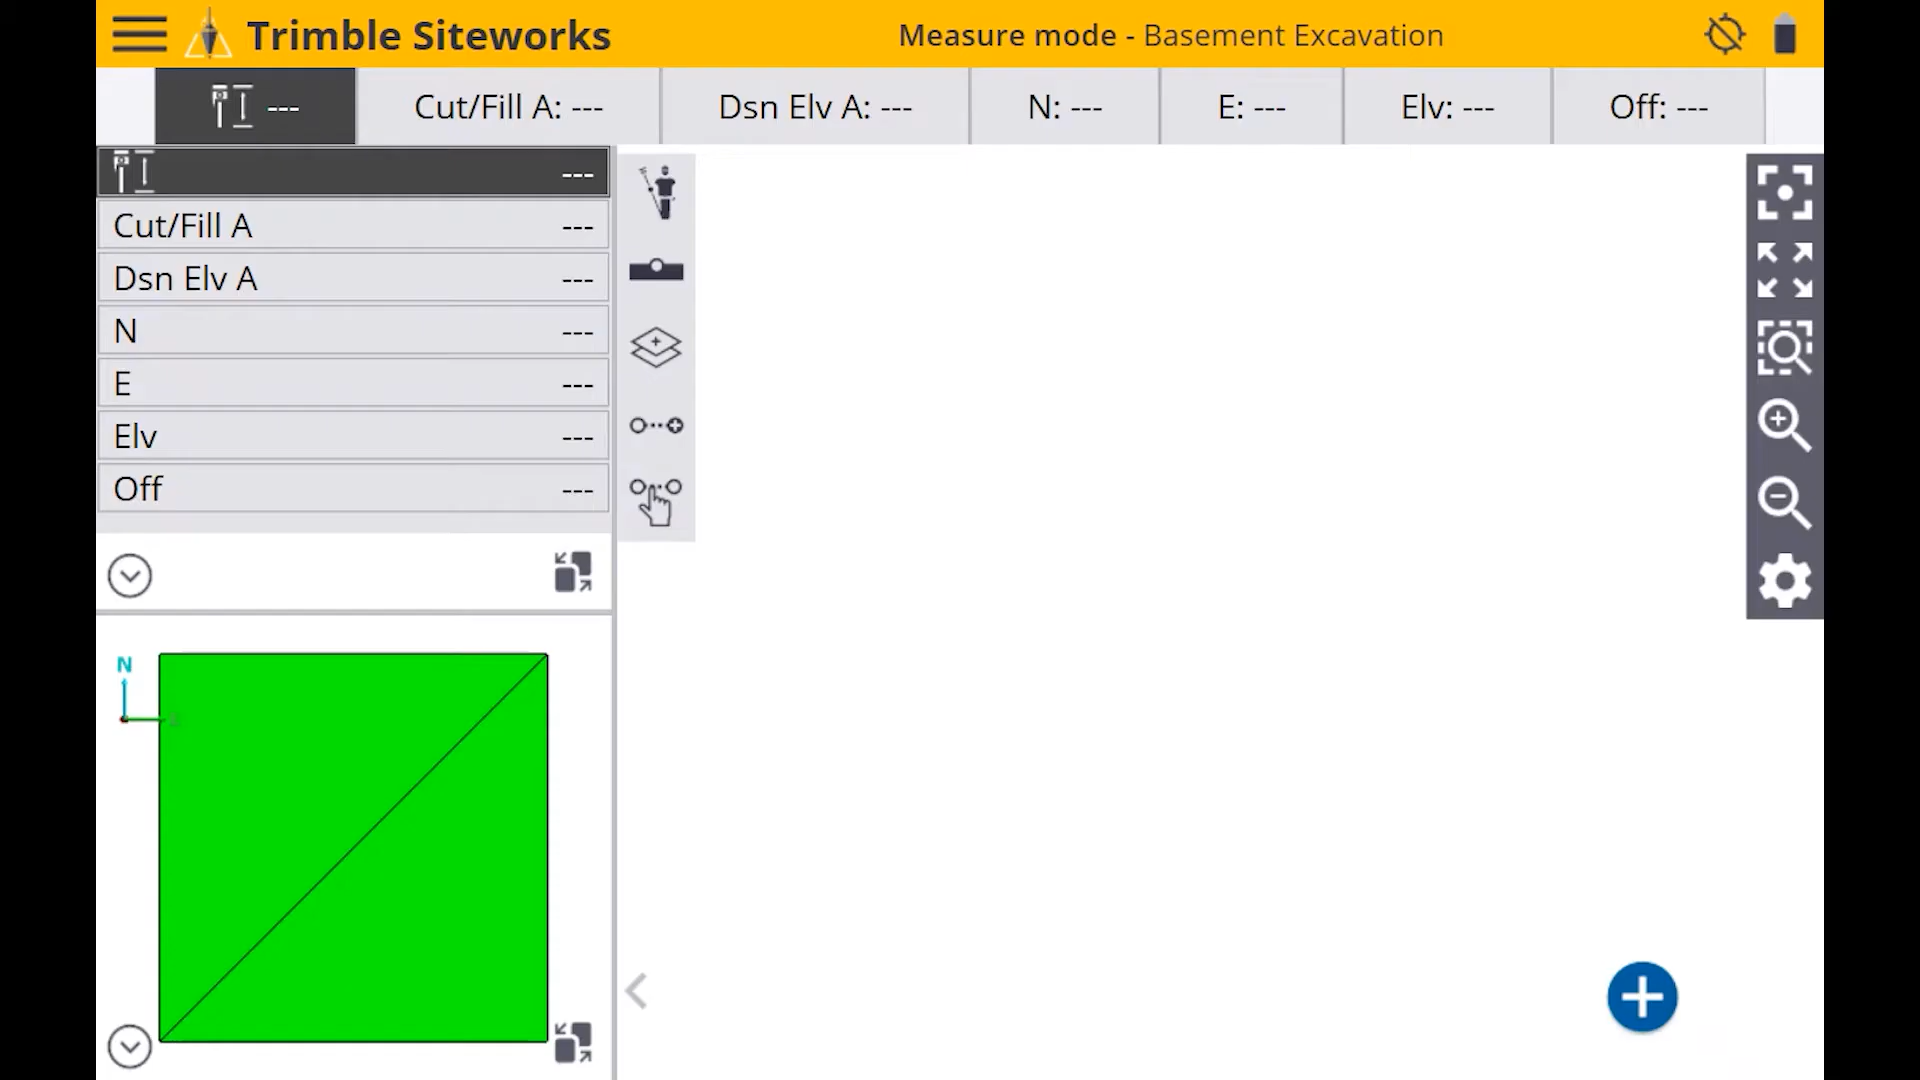 Trimble Siteworks
Measure mode - Basement Excavation
--- Cut/Fill A: --- Dsn Elv A: --- N: --- E: --- Elv: --- Off: ---
---
Cut/Fill A ---
Dsn Elv A ---
N ---
E ---
Elv ---
Off ---
N